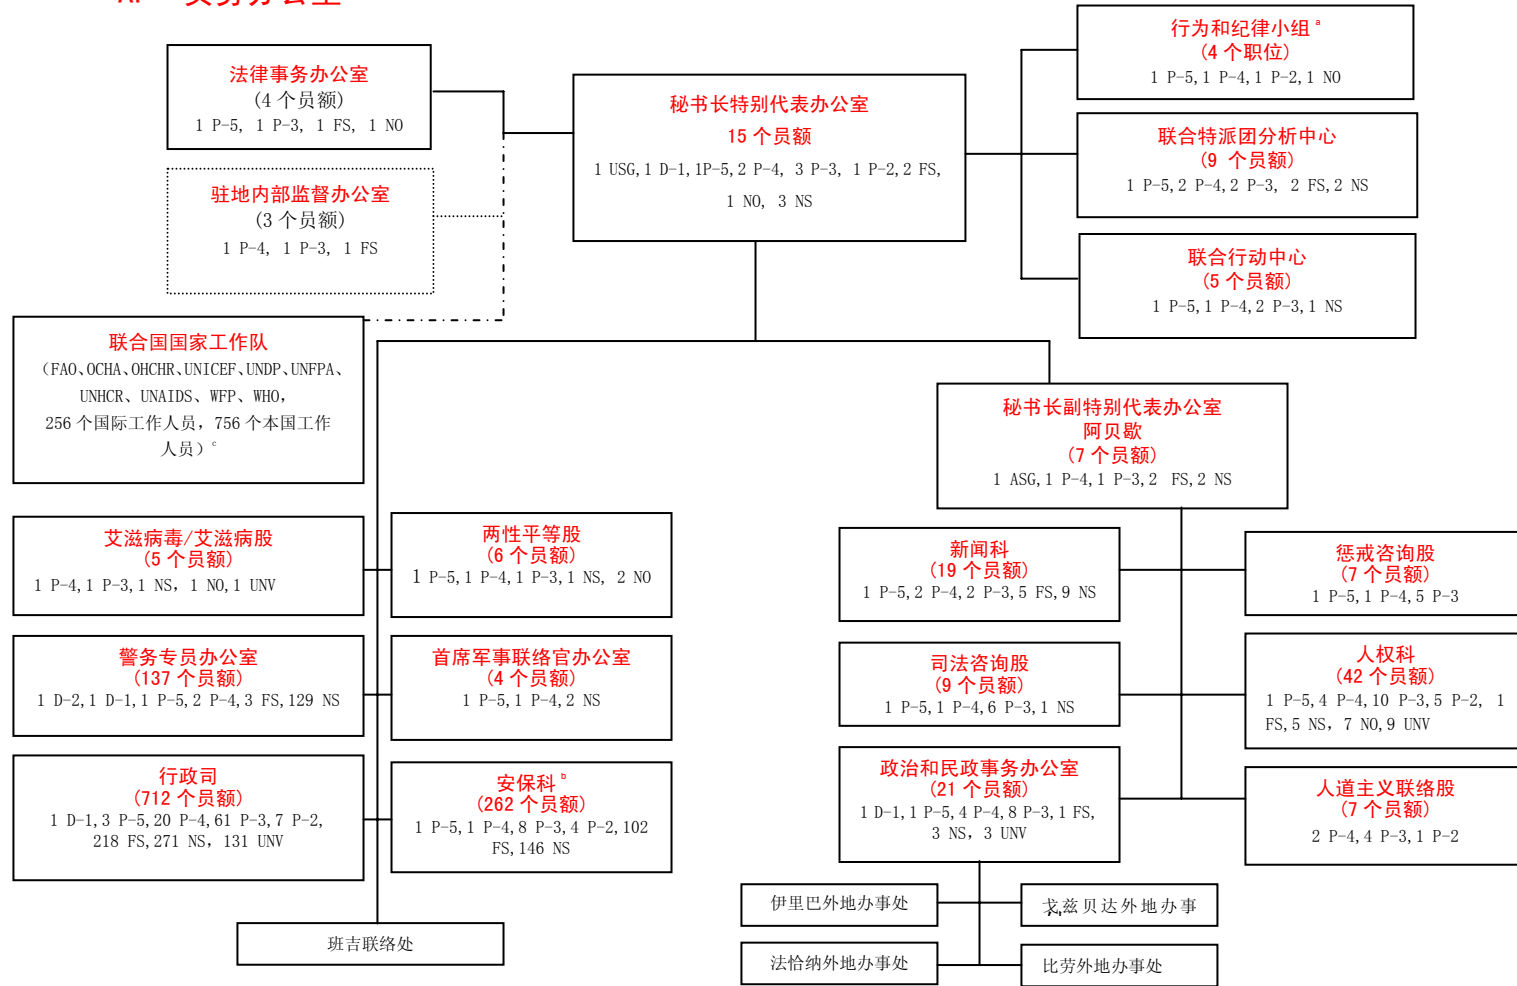 法律事务办公室
(4 个员额)
1 P-5, 1 P-3, 1 FS, 1 NO
驻地内部监督办公室
(3 个员额)
1 P-4, 1 P-3, 1 FS
联合国国家工作队
(FAO、OCHA、OHCHR、UNICEF、UNDP、UNFPA、
UNHCR、UNAIDS、WFP、WHO,
256 个国际工作人员, 756 个本国工作
人员) c
秘书长特别代表办公室
15 个员额
1 USG,1 D-1,1P-5,2 P-4, 3 P-3, 1 P-2,2 FS,
1 NO, 3 NS
行为和纪律小组 a
(4 个职位)
1 P-5,1 P-4,1 P-2,1 NO
联合特派团分析中心
(9 个员额)
1 P-5,2 P-4,2 P-3, 2 FS,2 NS
联合行动中心
(5 个员额)
1 P-5,1 P-4,2 P-3,1 NS
秘书长副特别代表办公室
阿贝歇
(7 个员额)
1 ASG,1 P-4,1 P-3,2 FS,2 NS
艾滋病毒/艾滋病股
(5 个员额)
1 P-4,1 P-3,1 NS, 1 NO,1 UNV
两性平等股
(6 个员额)
1 P-5,1 P-4,1 P-3,1 NS, 2 NO
警务专员办公室
(137 个员额)
1 D-2,1 D-1,1 P-5,2 P-4,3 FS,129 NS
首席军事联络官办公室
(4 个员额)
1 P-5,1 P-4,2 NS
行政司
(712 个员额)
1 D-1,3 P-5,20 P-4,61 P-3,7 P-2,
218 FS,271 NS, 131 UNV
安保科 b
(262 个员额)
1 P-5,1 P-4,8 P-3,4 P-2,102
FS,146 NS
班吉联络处
新闻科
(19 个员额)
1 P-5,2 P-4,2 P-3,5 FS,9 NS
惩戒咨询股
(7 个员额)
1 P-5,1 P-4,5 P-3
司法咨询股
(9 个员额)
1 P-5,1 P-4,6 P-3,1 NS
人权科
(42 个员额)
1 P-5,4 P-4,10 P-3,5 P-2, 1
FS,5 NS, 7 NO,9 UNV
政治和民政事务办公室
(21 个员额)
1 D-1,1 P-5,4 P-4,8 P-3,1 FS,
3 NS, 3 UNV
人道主义联络股
(7 个员额)
2 P-4,4 P-3,1 P-2
伊里巴外地办事处
戈兹贝达外地办事
法恰纳外地办事处
比劳外地办事处